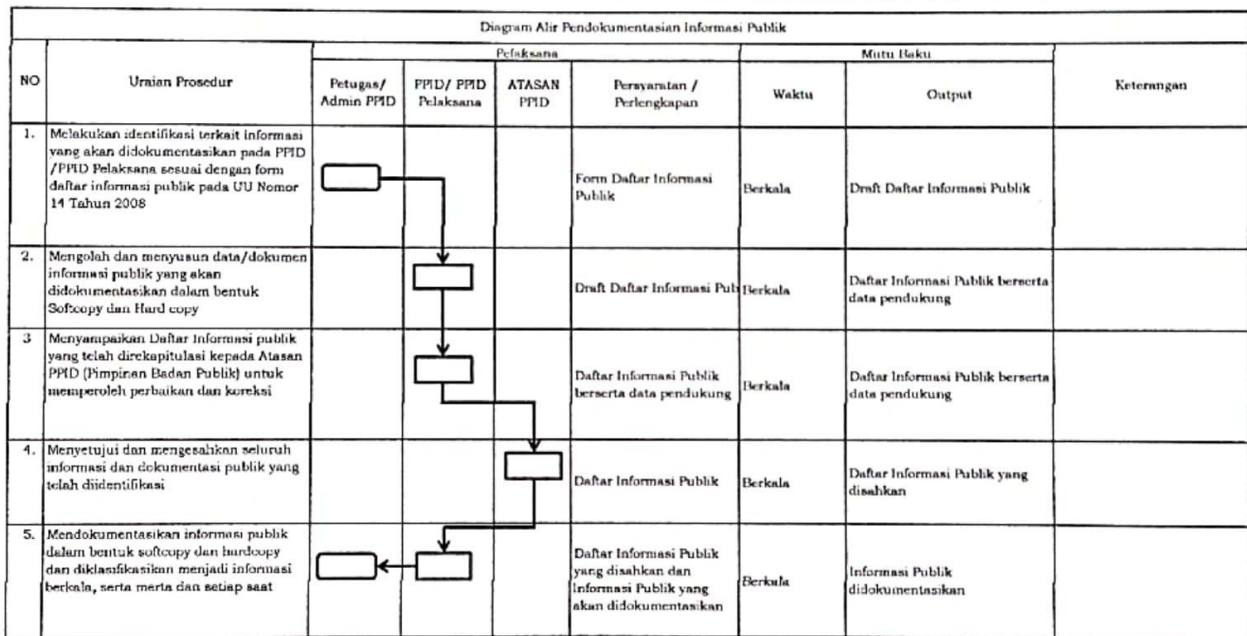 Diagram Alir Pendokumentasian Informasi Publik
NO
Uraian Prosedur
Pelaksana
Mutu Baku
Keterangan
Petugas/
Admin PPID
PPID/ PPID
Pelaksana
ATASAN
PPID
Persyaratan /
Perlengkapan
Waktu
Output
1.
Melakukan identifikasi terkait informasi
yang akan didokumentasikan pada PPID
/PPID Pelaksana sesuai dengan form
daftar informasi publik pada UU Nomor
14 Tahun 2008
Form Daftar Informasi
Publik
Berkala
Draft Daftar Informasi Publik
2.
Mengolah dan menyusun data/dokumen
informasi publik yang akan
didokumentasikan dalam bentuk
Softcopy dan Hard copy
Draft Daftar Informasi Pub
Berkala
Daftar Informasi Publik berserta
data pendukung
3
Menyampaikan Daftar Informasi publik
yang telah direkapitulasi kepada Atasan
PPID (Pimpinan Badan Publik) untuk
memperoleh perbaikan dan koreksi
Daftar Informasi Publik
berserta data pendukung
Berkala
Daftar Informasi Publik berserta
data pendukung
4.
Menyetujui dan mengesahkan seluruh
informasi dan dokumentasi publik yang
telah diidentifikasi
Daftar Informasi Publik
Berkala
Daftar Informasi Publik yang
disahkan
5.
Mendokumentasikan informasi publik
dalam bentuk softcopy dan hardcopy
dan diklasifikasikan menjadi informasi
berkala, serta merta dan setiap saat
Daftar Informasi Publik
yang disahkan dan
Informasi Publik yang
akan didokumentasikan
Berkala
Informasi Publik
didokumentasikan